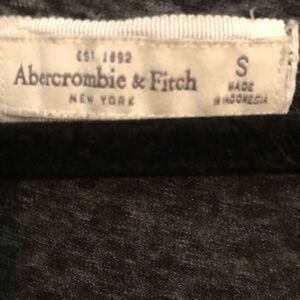 EST 1892
Abercrombie & Fitch
NEW YORK
S
MADE
IN INDONESIA